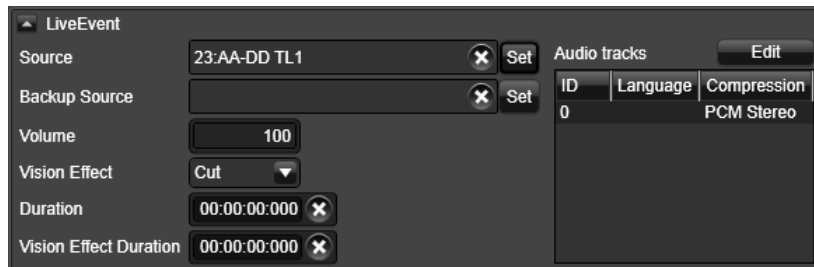 LiveEvent
Source 23:AA-DD TL1 Set
Backup Source Set
Volume 100
Vision Effect Cut
Duration 00:00:00:000
Vision Effect Duration 00:00:00:000
Audio tracks Edit
ID Language Compression
0 PCM Stereo